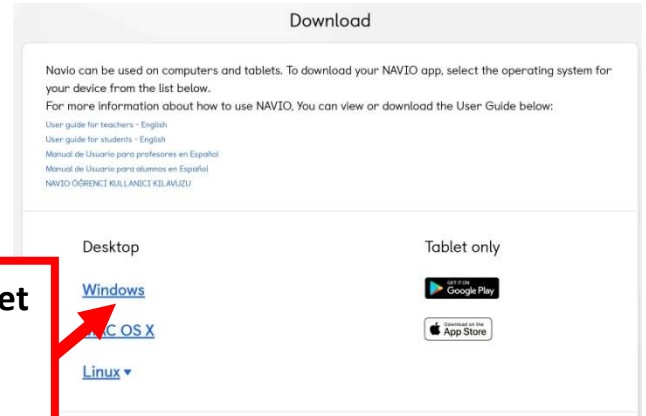 Download
Navio can be used on computers and tablets. To download your NAVIO app, select the operating system for
your device from the list below.
For more information about how to use NAVIO, You can view or download the User Guide below:
User guide for teachers - English
User guide for students - English
Manual de Usuario para profesores en Español
Manual de Usuario para alumnos en Español
NAVIO ÖĞRENCİ KULLANICI KILAVUZU
Desktop
Tablet only
et
Windows
GET IT ON
Google Play
AC OS X
Download on the
App Store
Linux